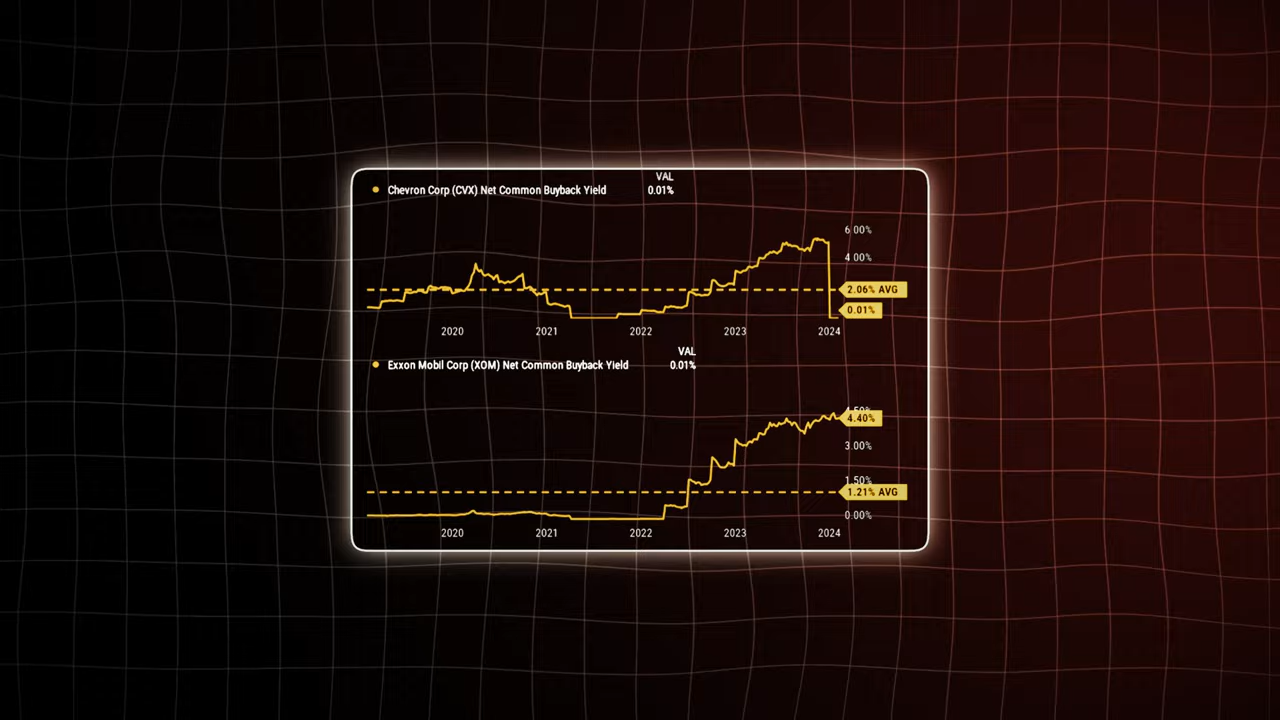 VAL
Chevron Corp (CVX) Net Common Buyback Yield 0.01%
6.00%
4.00%
2.06% AVG
0.01%
2020 2021 2022 2023 2024
VAL
Exxon Mobil Corp (XOM) Net Common Buyback Yield 0.01%
4.40%
3.00%
1.50%
1.21% AVG
0.00%
2020 2021 2022 2023 2024